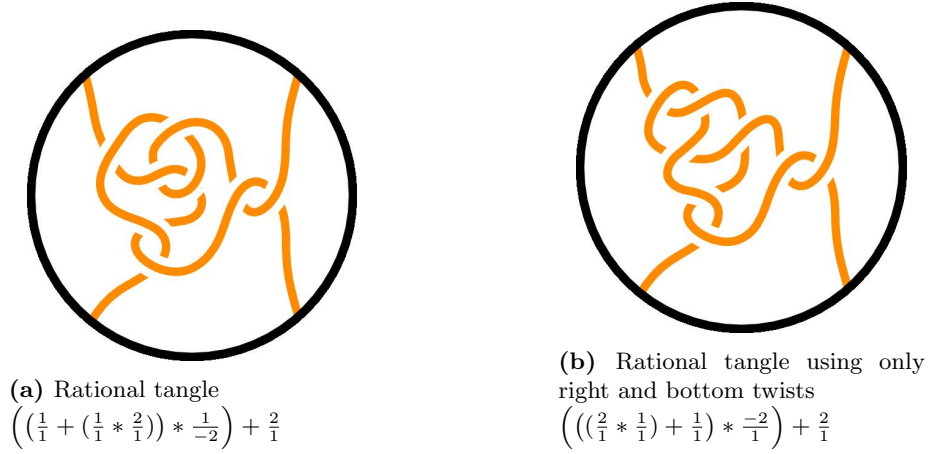 (a) Rational tangle
((1/1 + (1/1 * 2/1)) * 1/-2) + 2/1
(b) Rational tangle using only
right and bottom twists
(((2/1 * 1/1) + 1/1) * -2/1) + 2/1